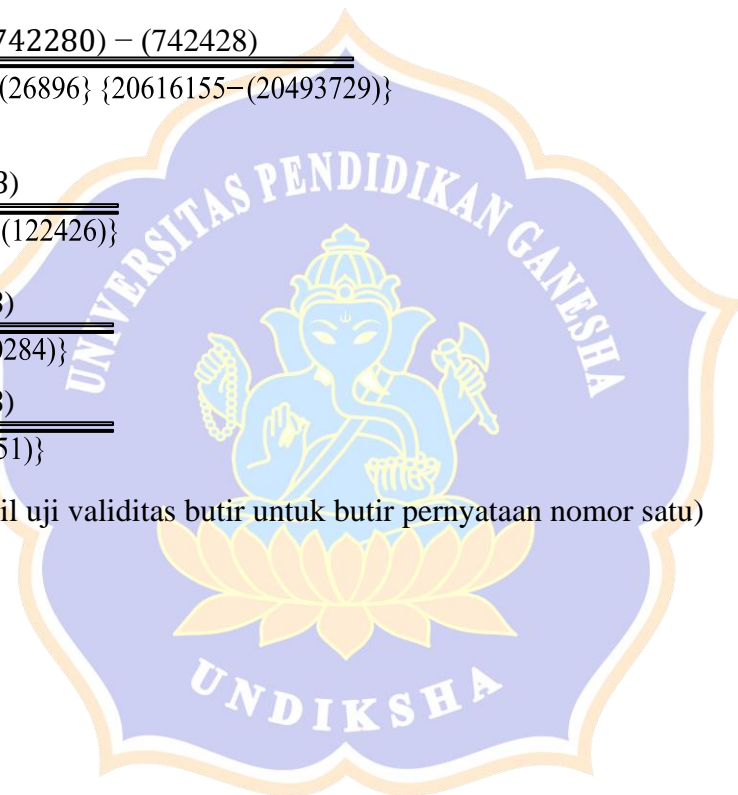 742280) − (742428)
(26896} {20616155−(20493729)}
3)
(122426)}
3)
0284)}
3)
51)}
il uji validitas butir untuk butir pernyataan nomor satu)
UNIVERSITAS PENDIDIKAN GANESHA
UNDIKSHA